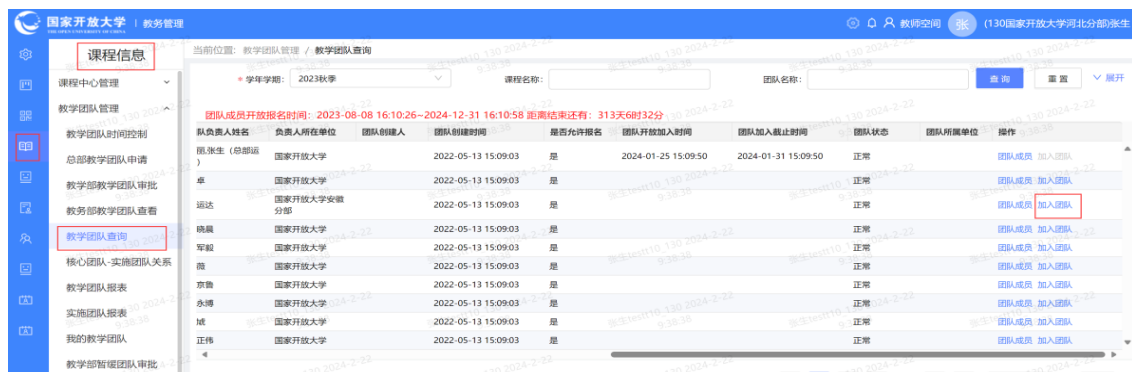 国家开放大学 | 教务管理
THE OPEN UNIVERSITY OF CHINA
教师空间 张 (130国家开放大学河北分部)张生
课程信息
课程中心管理
教学团队管理
教学团队时间控制
总部教学团队申请
教学部教学团队审批
教务部教学团队查看
教学团队查询
核心团队-实施团队关系
教学团队报表
实施团队报表
我的教学团队
教学部暂缓团队审批
当前位置: 教学团队管理 / 教学团队查询
* 学年学期: 2023秋季 课程名称: 团队名称: 查询 重置 展开
团队成员开放报名时间: 2023-08-08 16:10:26~2024-12-31 16:10:58 距离结束还有: 313天6时32分
队负责人姓名 负责人所在单位 团队创建人 团队创建时间 是否允许报名 团队开放加入时间 团队加入截止时间 团队状态 团队所属单位 操作
丽,张生 (总部运) 国家开放大学 2022-05-13 15:09:03 是 2024-01-25 15:09:50 2024-01-31 15:09:50 正常 团队成员 加入团队
卓 国家开放大学 2022-05-13 15:09:03 是 正常 团队成员 加入团队
运达 国家开放大学安徽分部 2022-05-13 15:09:03 是 正常 团队成员 加入团队
晓晨 国家开放大学 2022-05-13 15:09:03 是 正常 团队成员 加入团队
军毅 国家开放大学 2022-05-13 15:09:03 是 正常 团队成员 加入团队
薇 国家开放大学 2022-05-13 15:09:03 是 正常 团队成员 加入团队
京鲁 国家开放大学 2022-05-13 15:09:03 是 正常 团队成员 加入团队
永博 国家开放大学 2022-05-13 15:09:03 是 正常 团队成员 加入团队
国家开放大学 2022-05-13 15:09:03 是 正常 团队成员 加入团队
正伟 国家开放大学 2022-05-13 15:09:03 是 正常 团队成员 加入团队